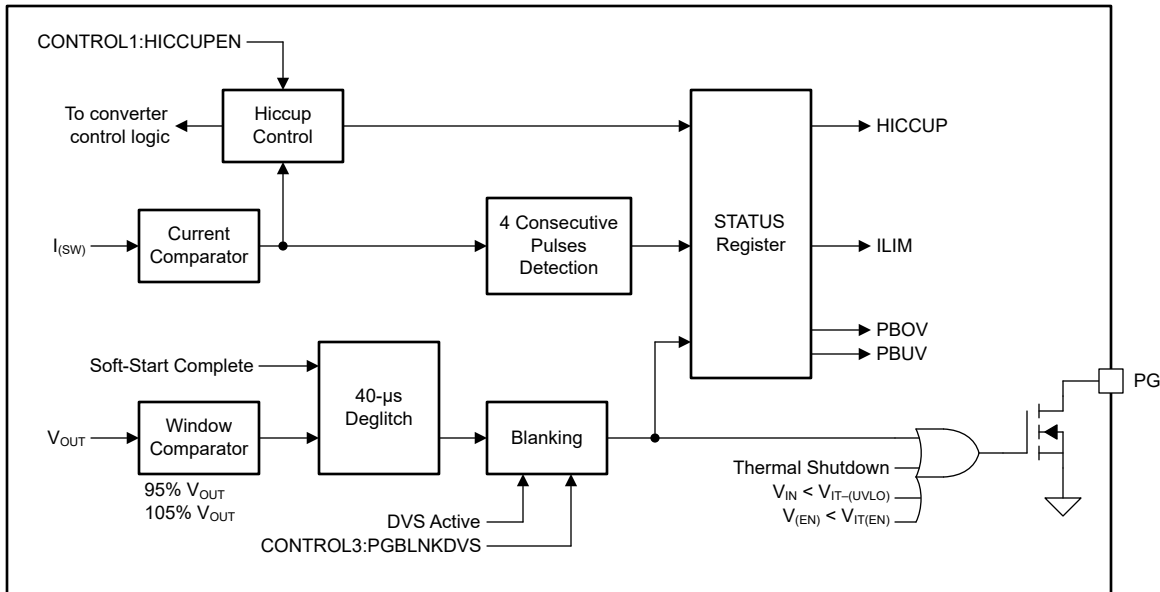 CONTROL1:HICCUPEN
To converter
control logic
Hiccup
Control
HICCUP
I(SW)
Current
Comparator
4 Consecutive
Pulses
Detection
STATUS
Register
ILIM
PBOV
PBUV
Soft-Start Complete
40-µs
Deglitch
PG
VOUT
Window
Comparator
Blanking
95% VOUT
105% VOUT
Thermal Shutdown
VIN < VIT–(UVLO)
V(EN) < VIT(EN)
DVS Active
CONTROL3:PGBLNKDVS